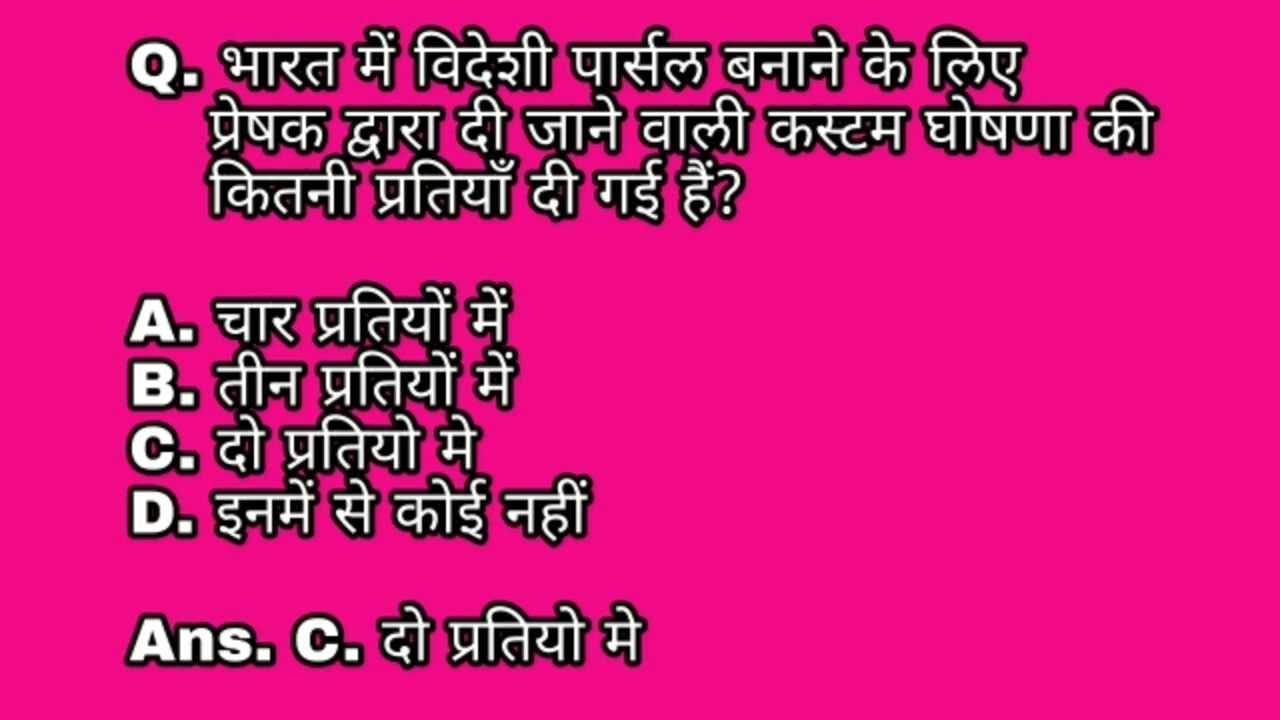 Q. भारत में विदेशी पार्सल बनाने के लिए
प्रेषक द्वारा दी जाने वाली कस्टम घोषणा की
कितनी प्रतियाँ दी गई हैं?
A. चार प्रतियों में
B. तीन प्रतियों में
C. दो प्रतियो मे
D. इनमें से कोई नहीं
Ans. C. दो प्रतियो मे